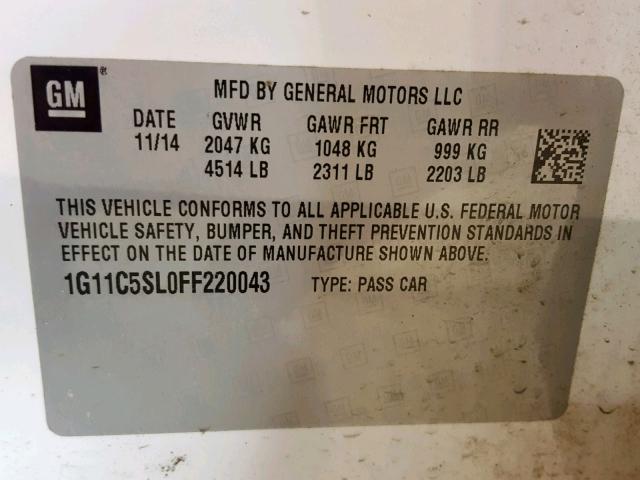 GM ® MFD BY GENERAL MOTORS LLC
DATE GVWR GAWR FRT GAWR RR
11/14 2047 KG 1048 KG 999 KG
4514 LB 2311 LB 2203 LB
THIS VEHICLE CONFORMS TO ALL APPLICABLE U.S. FEDERAL MOTOR
VEHICLE SAFETY, BUMPER, AND THEFT PREVENTION STANDARDS IN
EFFECT ON THE DATE OF MANUFACTURE SHOWN ABOVE.
1G11C5SL0FF220043 TYPE: PASS CAR